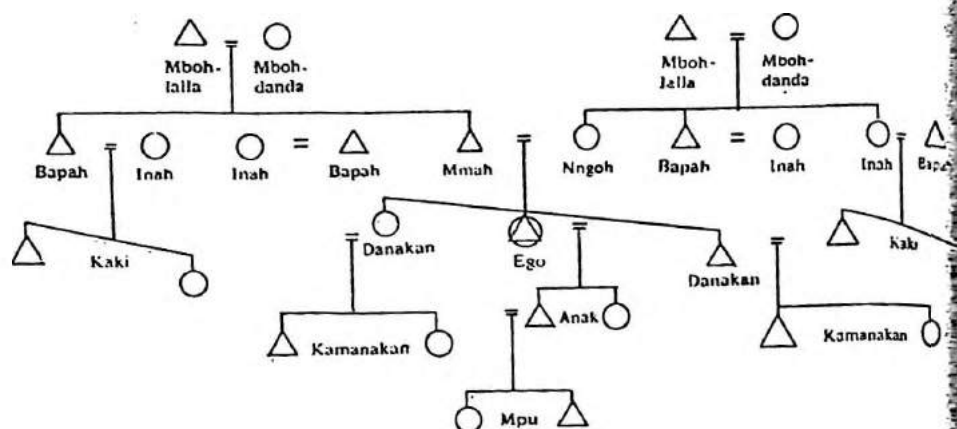 Mboh-
lalla
Mboh-
danda
Mboh-
lalla
Mboh-
danda
Bapah
Inah
Inah
Bapah
Mmah
Nngoh
Bapah
Inah
Inah
Kaki
Danakan
Ego
Danakan
Kaki
Kamanakan
Anak
Kamanakan
Mpu